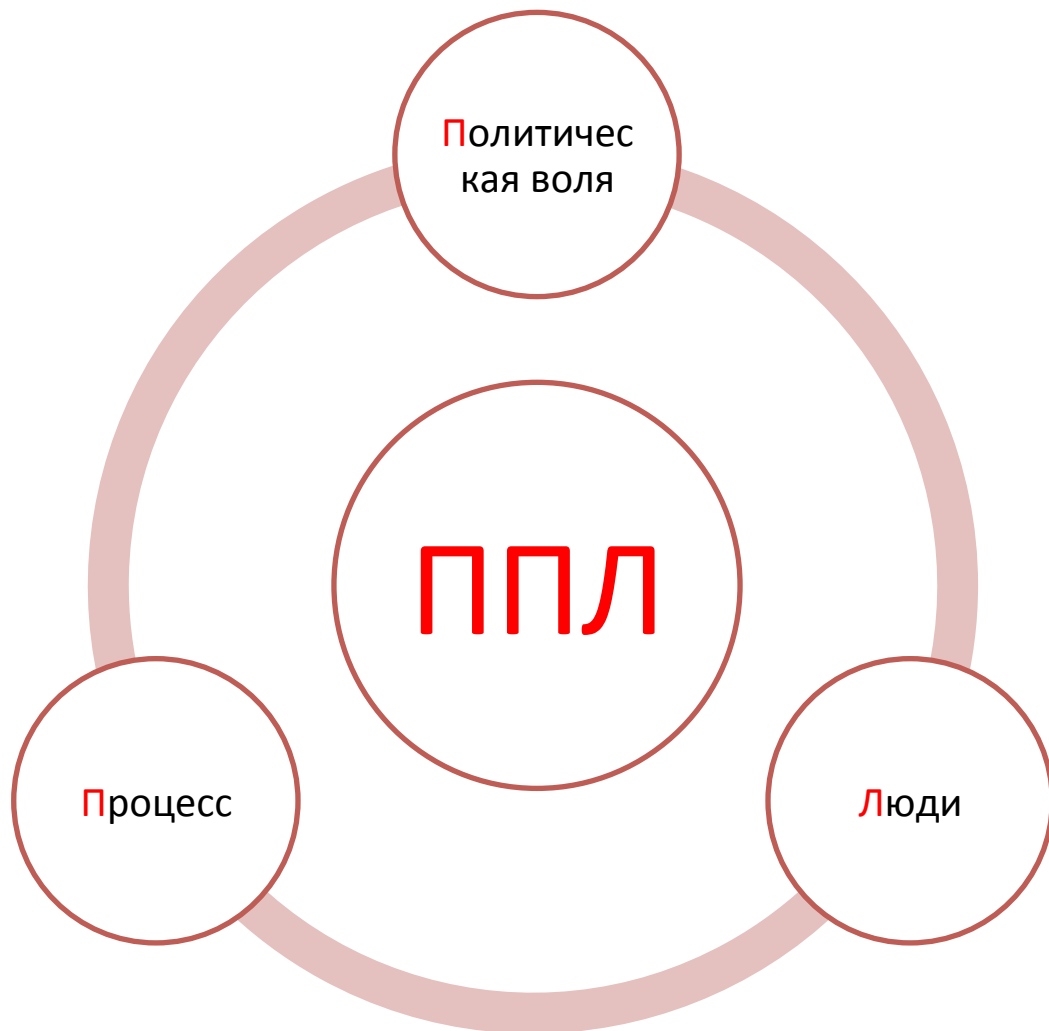 Политичес
кая воля
ППЛ
Процесс
Люди